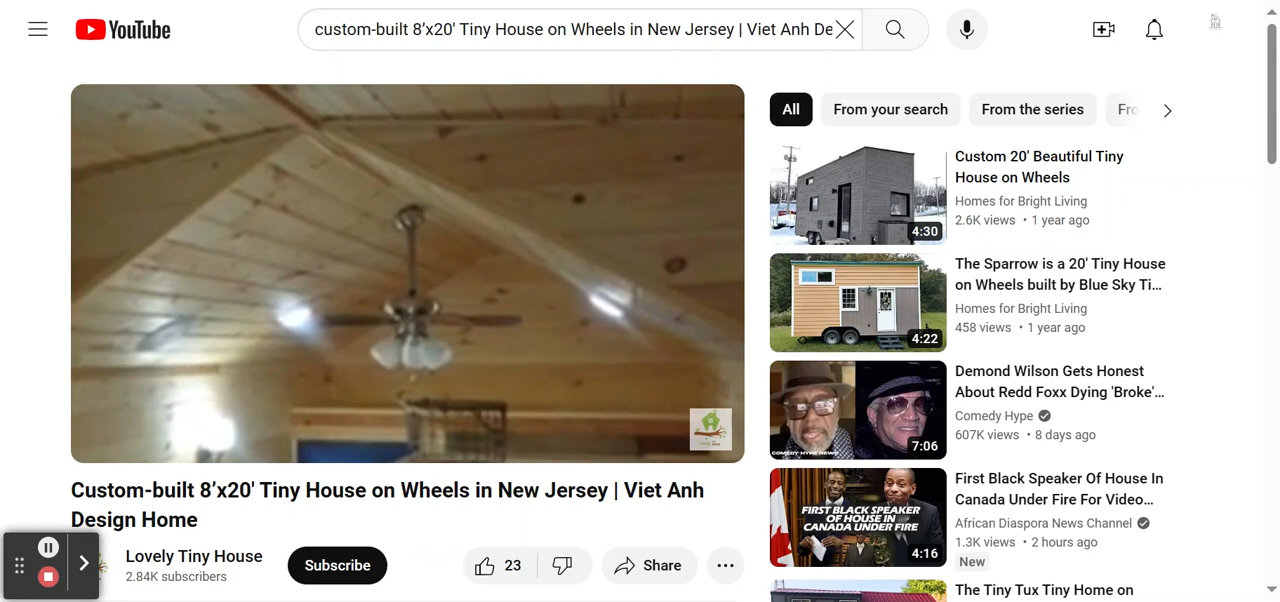 YouTube
custom-built 8’x20' Tiny House on Wheels in New Jersey | Viet Anh De
All
From your search
From the series
Fro
Custom 20' Beautiful Tiny
House on Wheels
Homes for Bright Living
2.6K views • 1 year ago
4:30
The Sparrow is a 20' Tiny House
on Wheels built by Blue Sky Ti...
Homes for Bright Living
458 views • 1 year ago
4:22
Demond Wilson Gets Honest
About Redd Foxx Dying 'Broke'...
Comedy Hype
607K views • 8 days ago
7:06
COMEDY HYPE NEWS
First Black Speaker Of House In
Canada Under Fire For Video...
African Diaspora News Channel
1.3K views • 2 hours ago
New
FIRST BLACK SPEAKER
OF HOUSE IN
CANADA UNDER FIRE
4:16
The Tiny Tux Tiny Home on
Custom-built 8’x20' Tiny House on Wheels in New Jersey | Viet Anh
Design Home
Lovely Tiny House
2.84K subscribers
Subscribe
23
Share